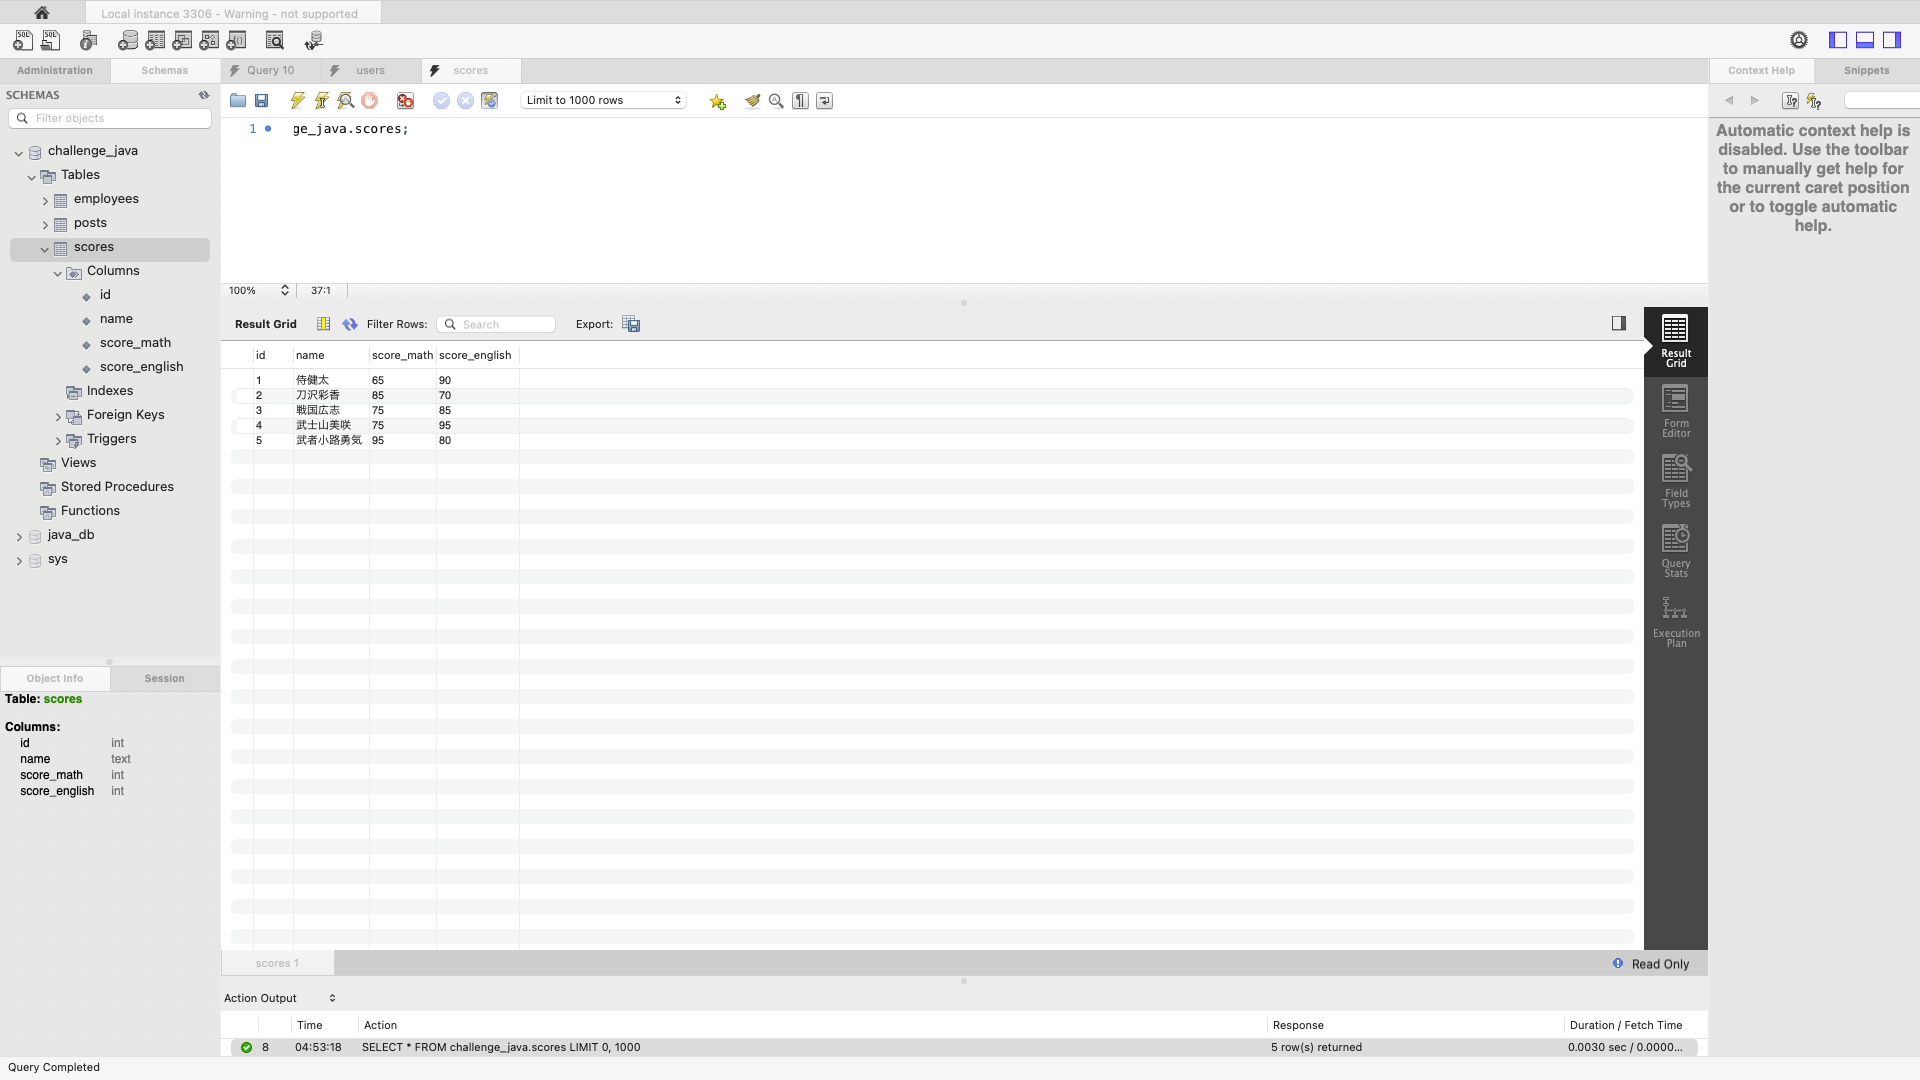 Local instance 3306 - Warning - not supported
Administration
Schemas
Query 10
users
scores
Context Help
Snippets
SCHEMAS
Filter objects
challenge_java
Tables
employees
posts
scores
Columns
id
name
score_math
score_english
Indexes
Foreign Keys
Triggers
Views
Stored Procedures
Functions
java_db
sys
Object Info
Session
Table: scores
Columns:
id int
name text
score_math int
score_english int
Limit to 1000 rows
1 ge_java.scores;
100% 37:1
Result Grid
Filter Rows:
Search
Export:
id name score_math score_english
1 侍健太 65 90
2 刀沢彩香 85 70
3 戦国広志 75 85
4 武士山美咲 75 95
5 武者小路勇気 95 80
Result
Grid
Form
Editor
Field
Types
Query
Stats
Execution
Plan
Automatic context help is
disabled. Use the toolbar
to manually get help for
the current caret position
or to toggle automatic
help.
scores 1
Read Only
Action Output
Time Action Response Duration / Fetch Time
8 04:53:18 SELECT * FROM challenge_java.scores LIMIT 0, 1000 5 row(s) returned 0.0030 sec / 0.0000...
Query Completed